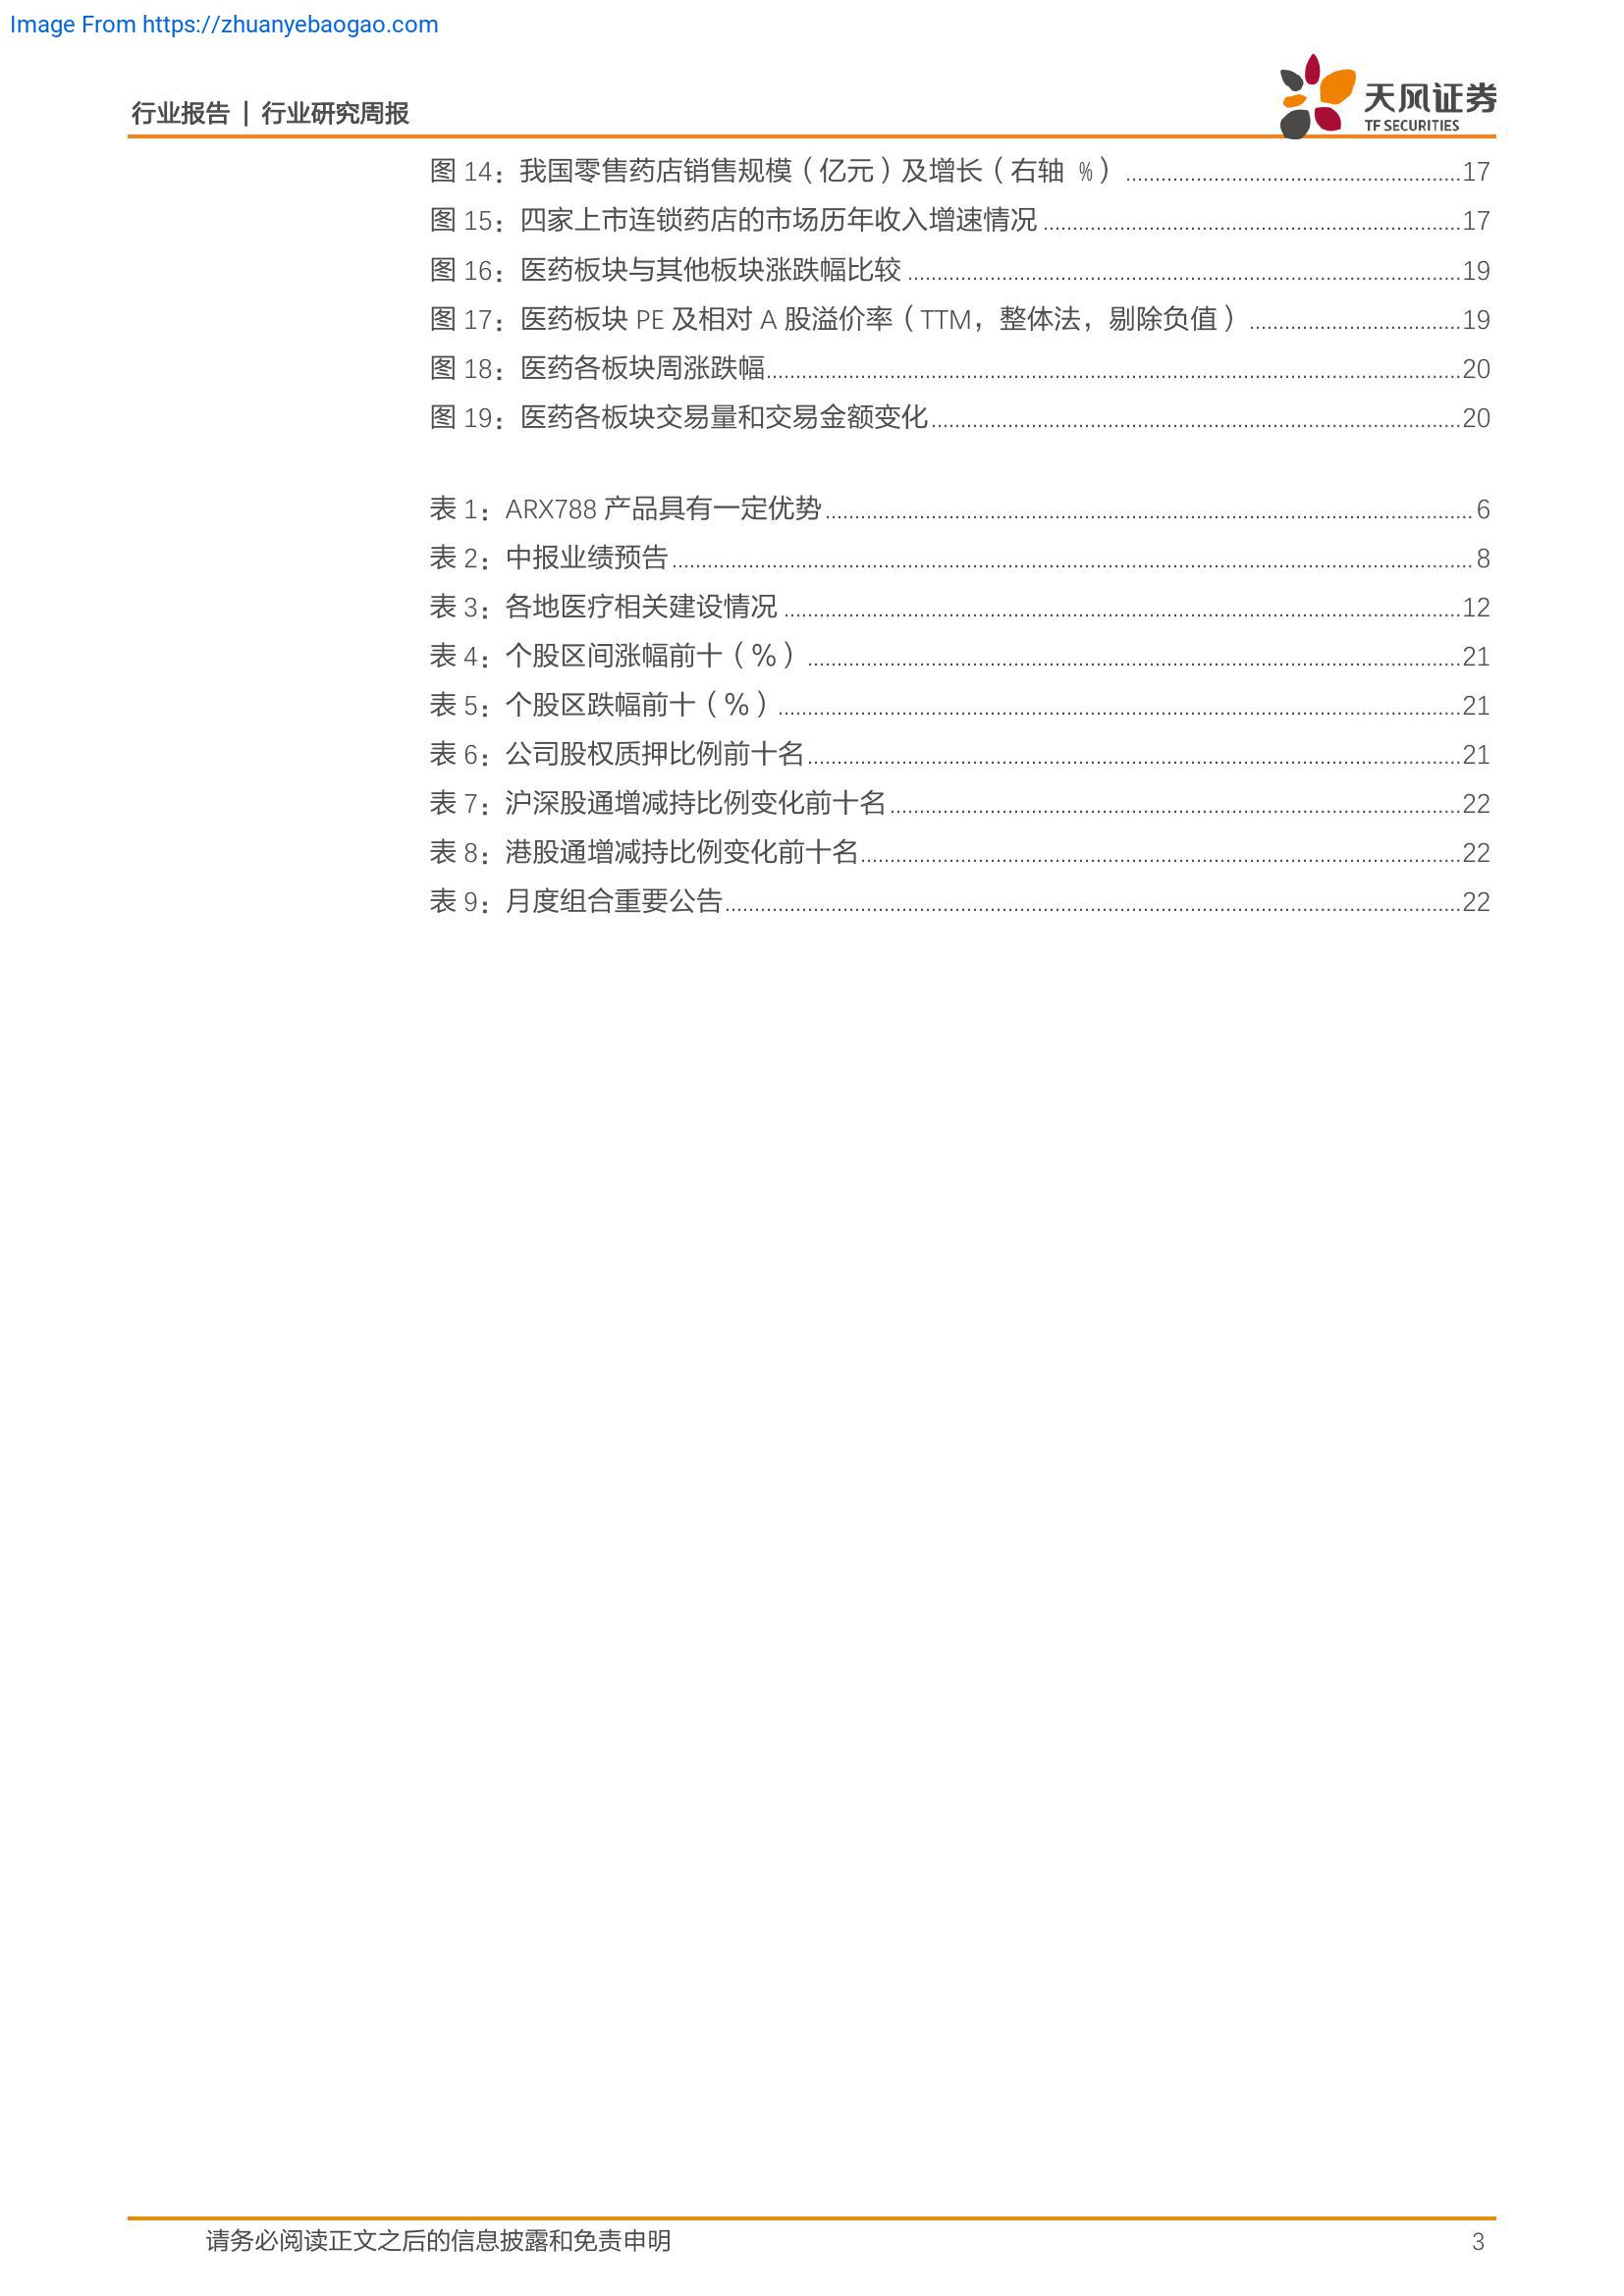 Image From https://zhuanyebaogao.com
行业报告 | 行业研究周报
天风证券
TF SECURITIES
图 14：我国零售药店销售规模（亿元）及增长（右轴 %）........................17
图 15：四家上市连锁药店的市场历年收入增速情况........................17
图 16：医药板块与其他板块涨跌幅比较........................19
图 17：医药板块 PE 及相对 A 股溢价率（TTM，整体法，剔除负值）........................19
图 18：医药各板块周涨跌幅........................20
图 19：医药各板块交易量和交易金额变化........................20
表 1：ARX788 产品具有一定优势........................6
表 2：中报业绩预告........................8
表 3：各地医疗相关建设情况........................12
表 4：个股区间涨幅前十（%）........................21
表 5：个股区跌幅前十（%）........................21
表 6：公司股权质押比例前十名........................21
表 7：沪深股通增减持比例变化前十名........................22
表 8：港股通增减持比例变化前十名........................22
表 9：月度组合重要公告........................22
请务必阅读正文之后的信息披露和免责申明
3